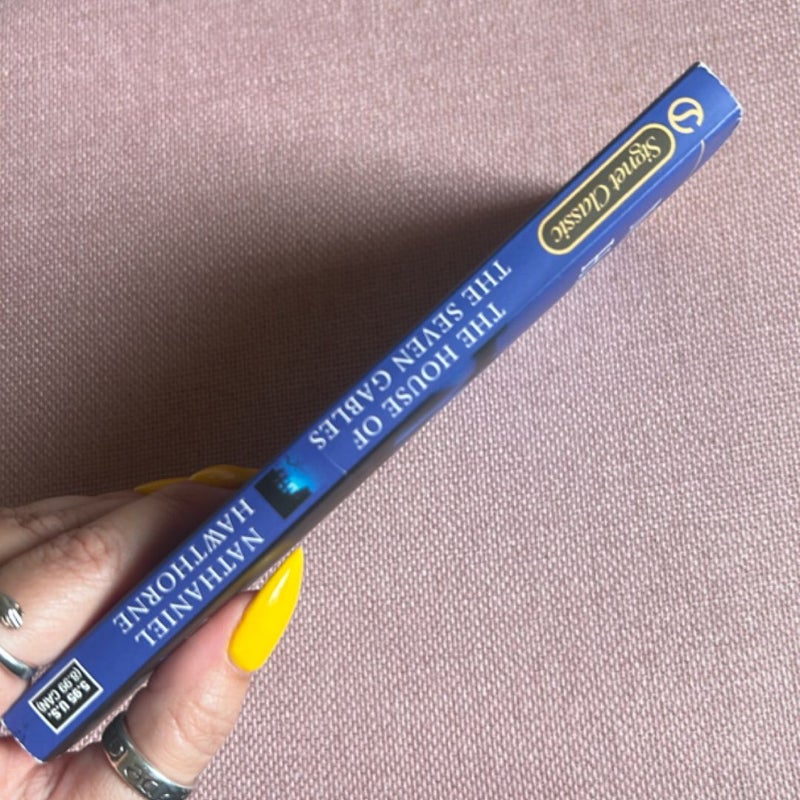 Signet Classic
THE HOUSE OF
THE SEVEN GABLES
NATHANIEL
HAWTHORNE
5.95 U.S.
(8.99 CAN)